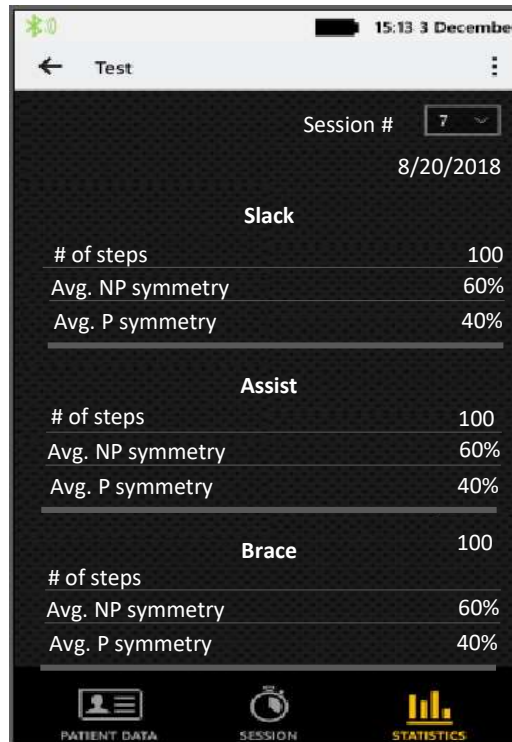 15:13 3 Decembe
Test
Session # 7
8/20/2018
Slack
# of steps 100
Avg. NP symmetry 60%
Avg. P symmetry 40%
Assist
# of steps 100
Avg. NP symmetry 60%
Avg. P symmetry 40%
Brace 100
# of steps
Avg. NP symmetry 60%
Avg. P symmetry 40%
PATIENT DATA SESSION STATISTICS